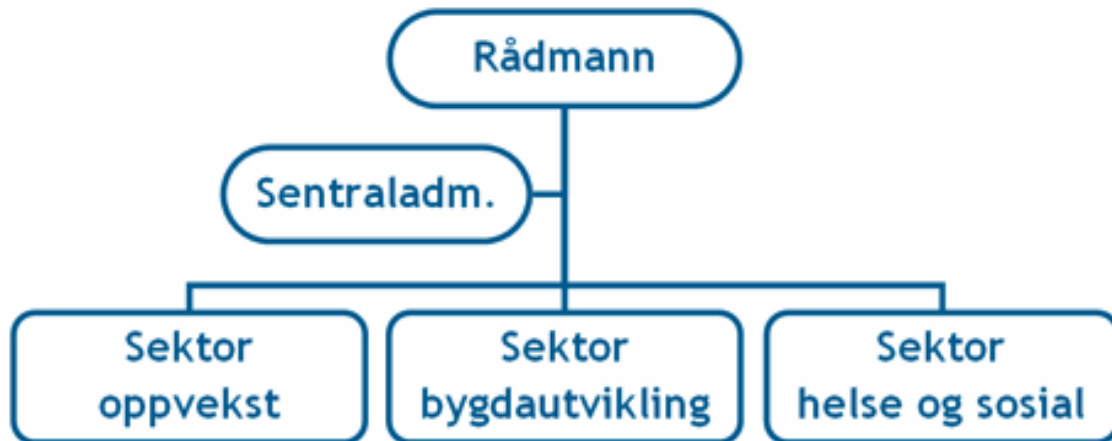 Rådmann
Sentraladm.
Sektor
oppvekst
Sektor
bygdautvikling
Sektor
helse og sosial